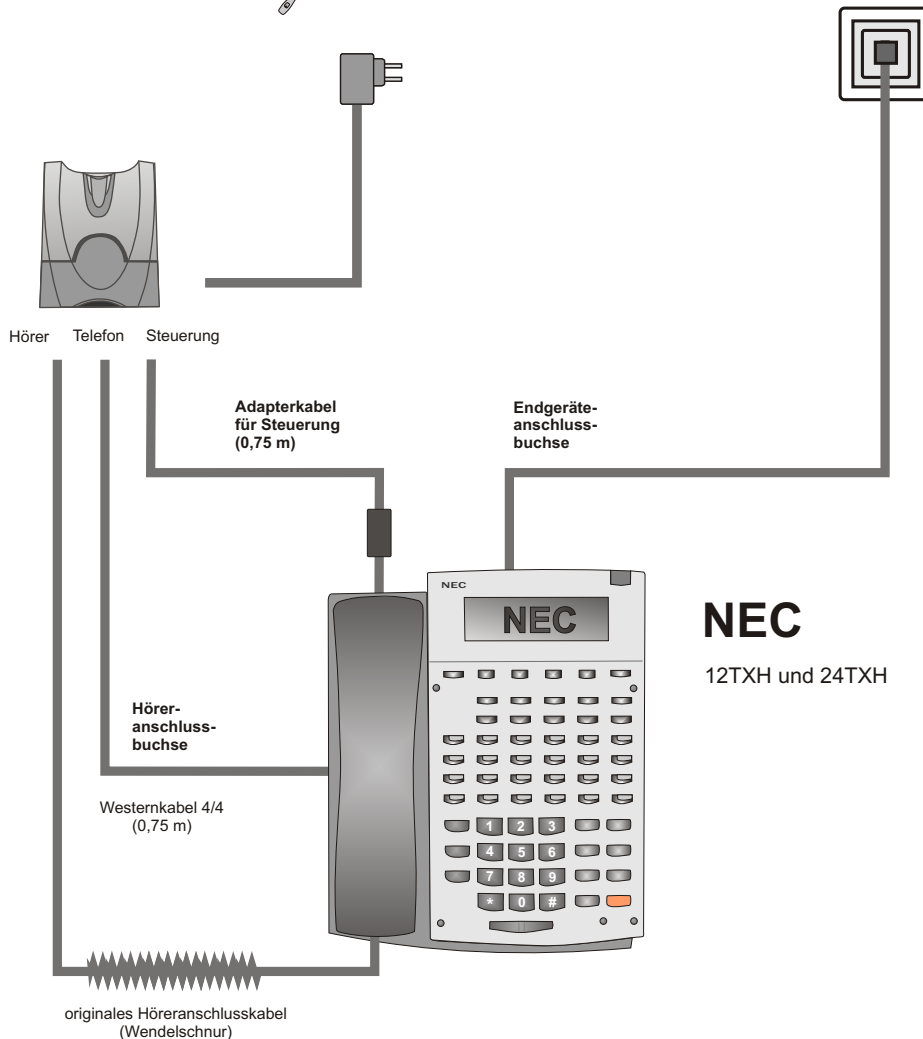 Hörer Telefon Steuerung
Adapterkabel
für Steuerung
(0,75 m)
Endgeräte-
anschluss-
buchse
NEC
NEC
NEC
12TXH und 24TXH
Hörer-
anschluss-
buchse
Westernkabel 4/4
(0,75 m)
1 2 3
4 5 6
7 8 9
* 0 #
originales Höreranschlusskabel
(Wendelschnur)